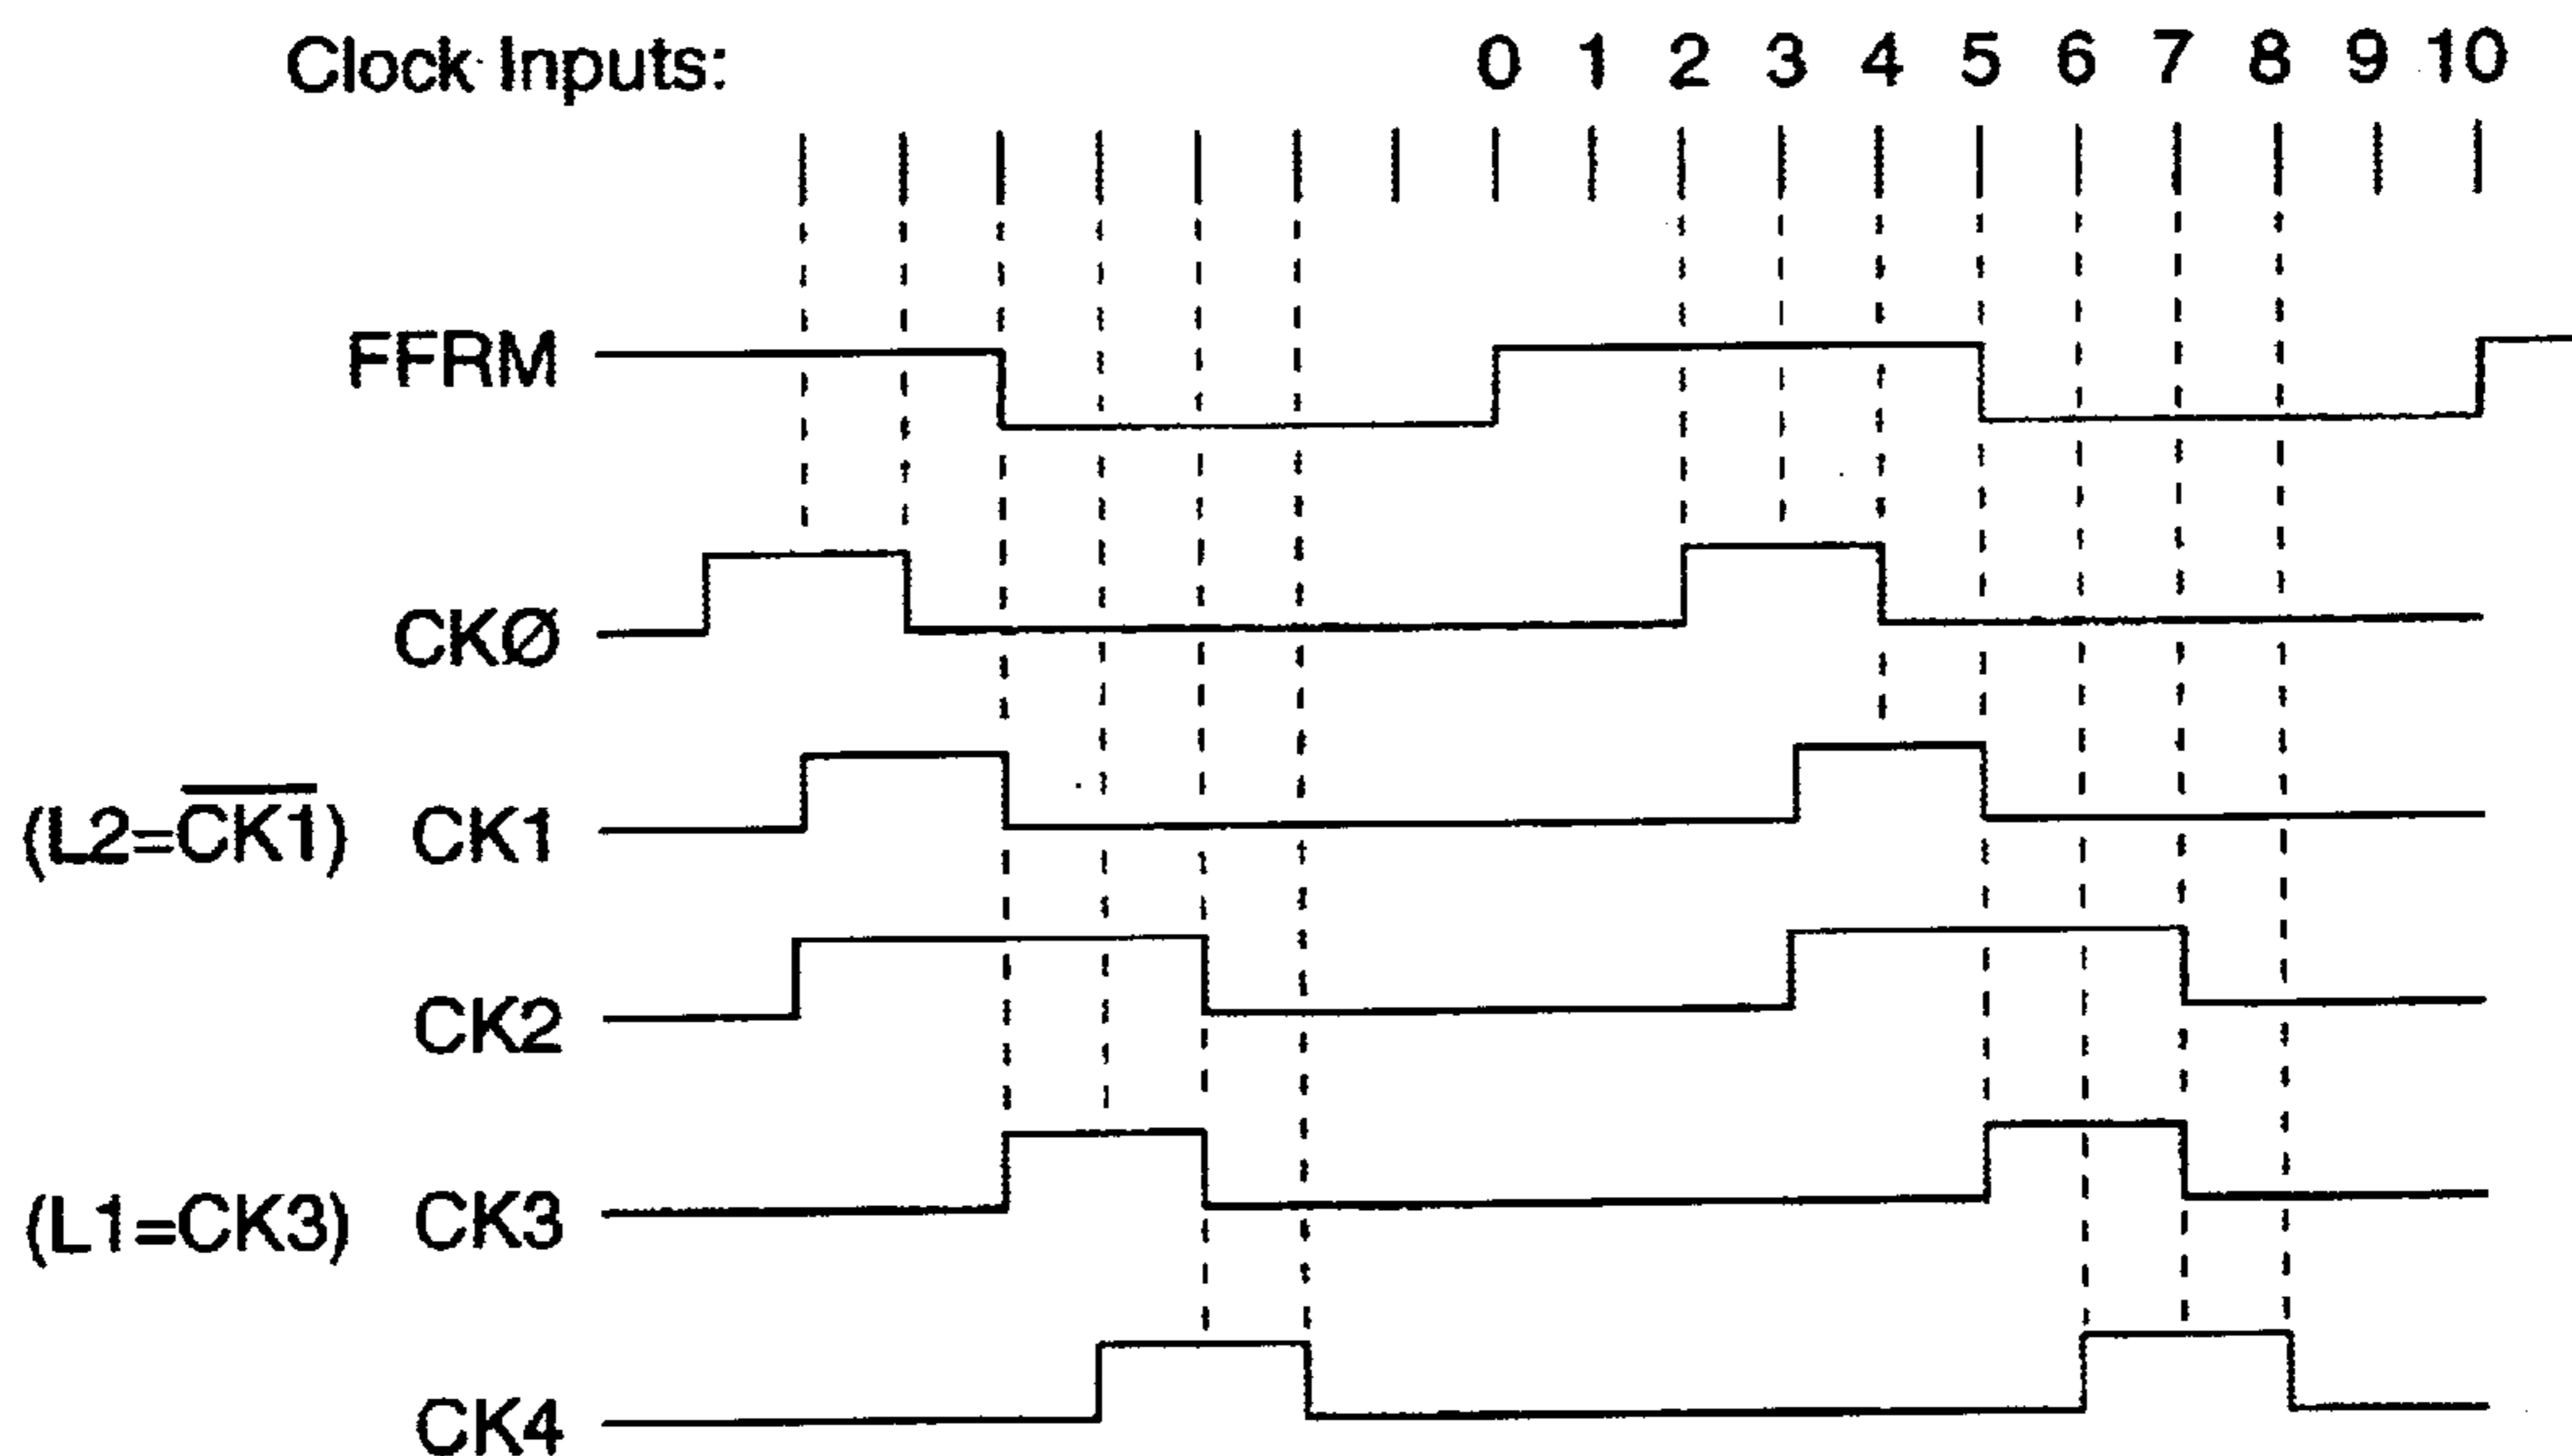 Clock Inputs: 0 1 2 3 4 5 6 7 8 9 10
FFRM
CKØ
(L2=C̅K̅1̅) CK1
CK2
(L1=CK3) CK3
CK4